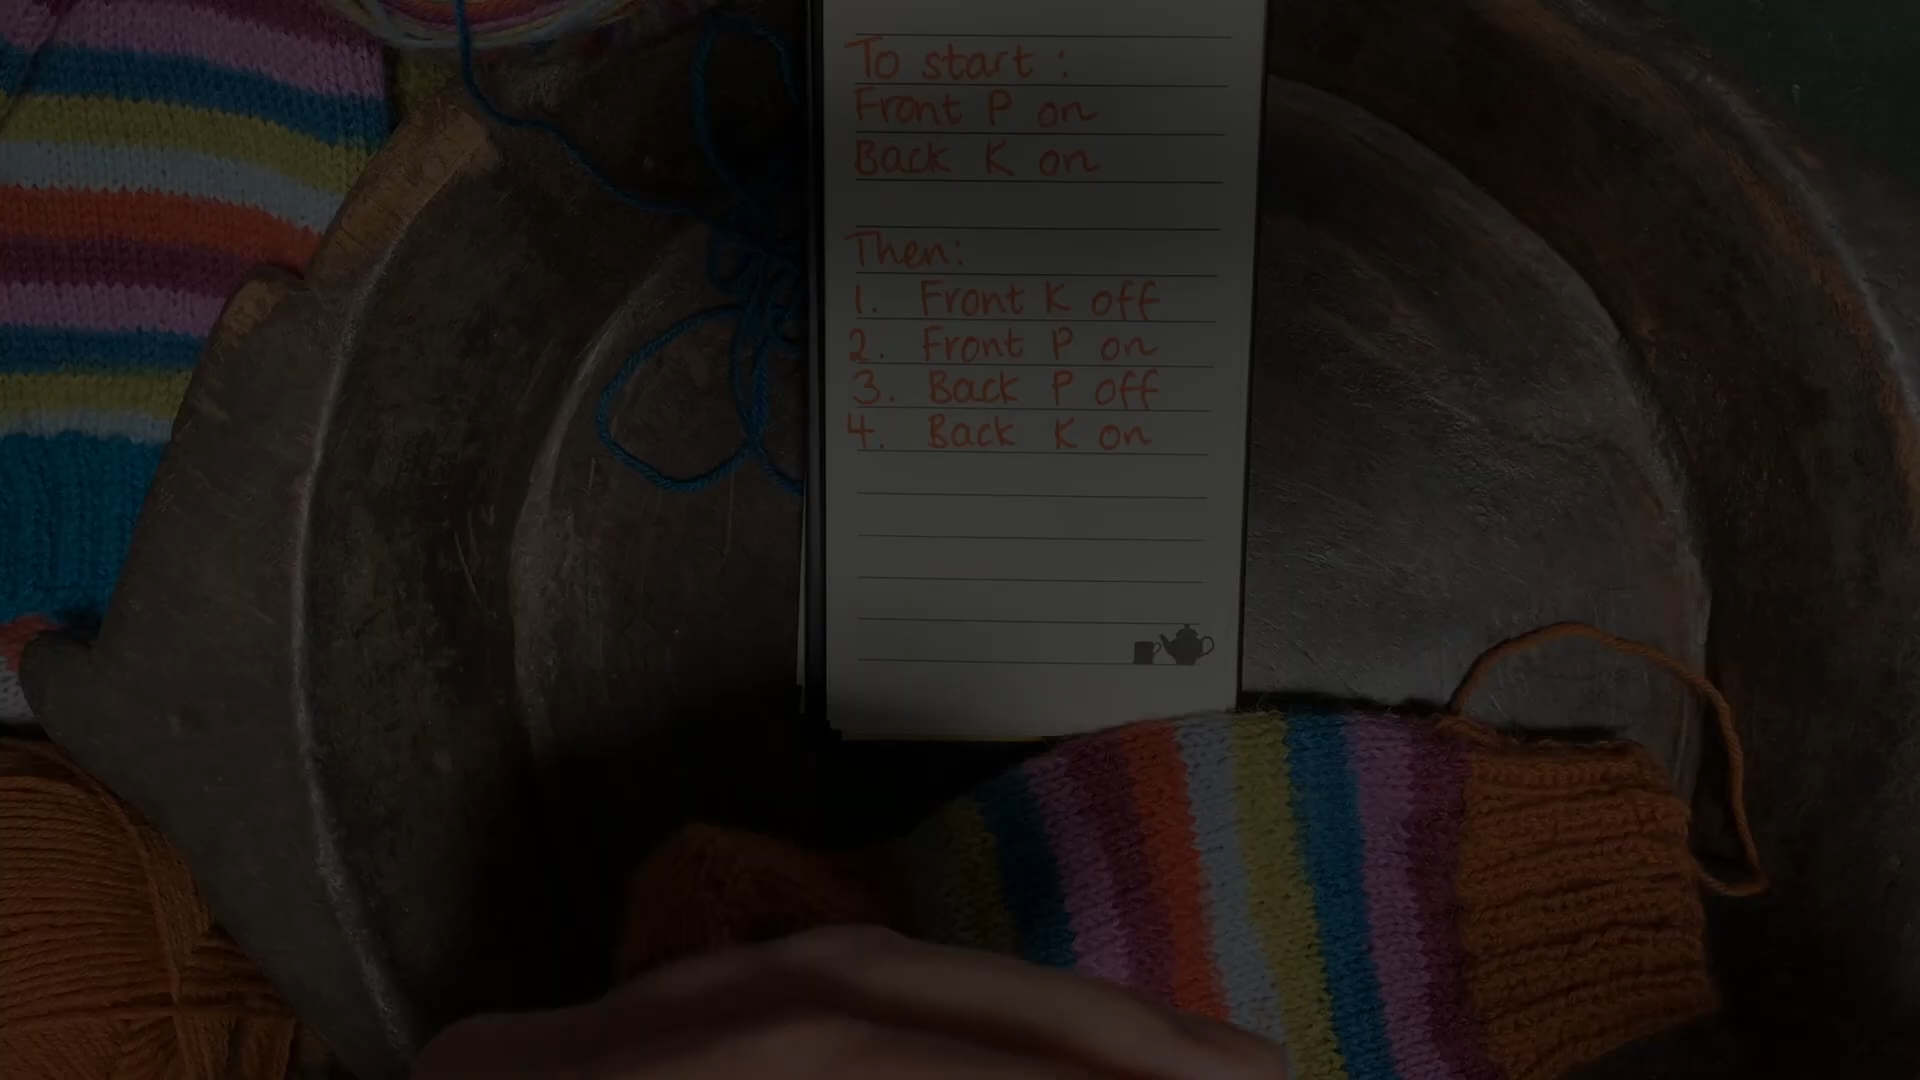 To start :
Front P on
Back K on
Then:
1. Front K off
2. Front P on
3. Back P off
4. Back K on